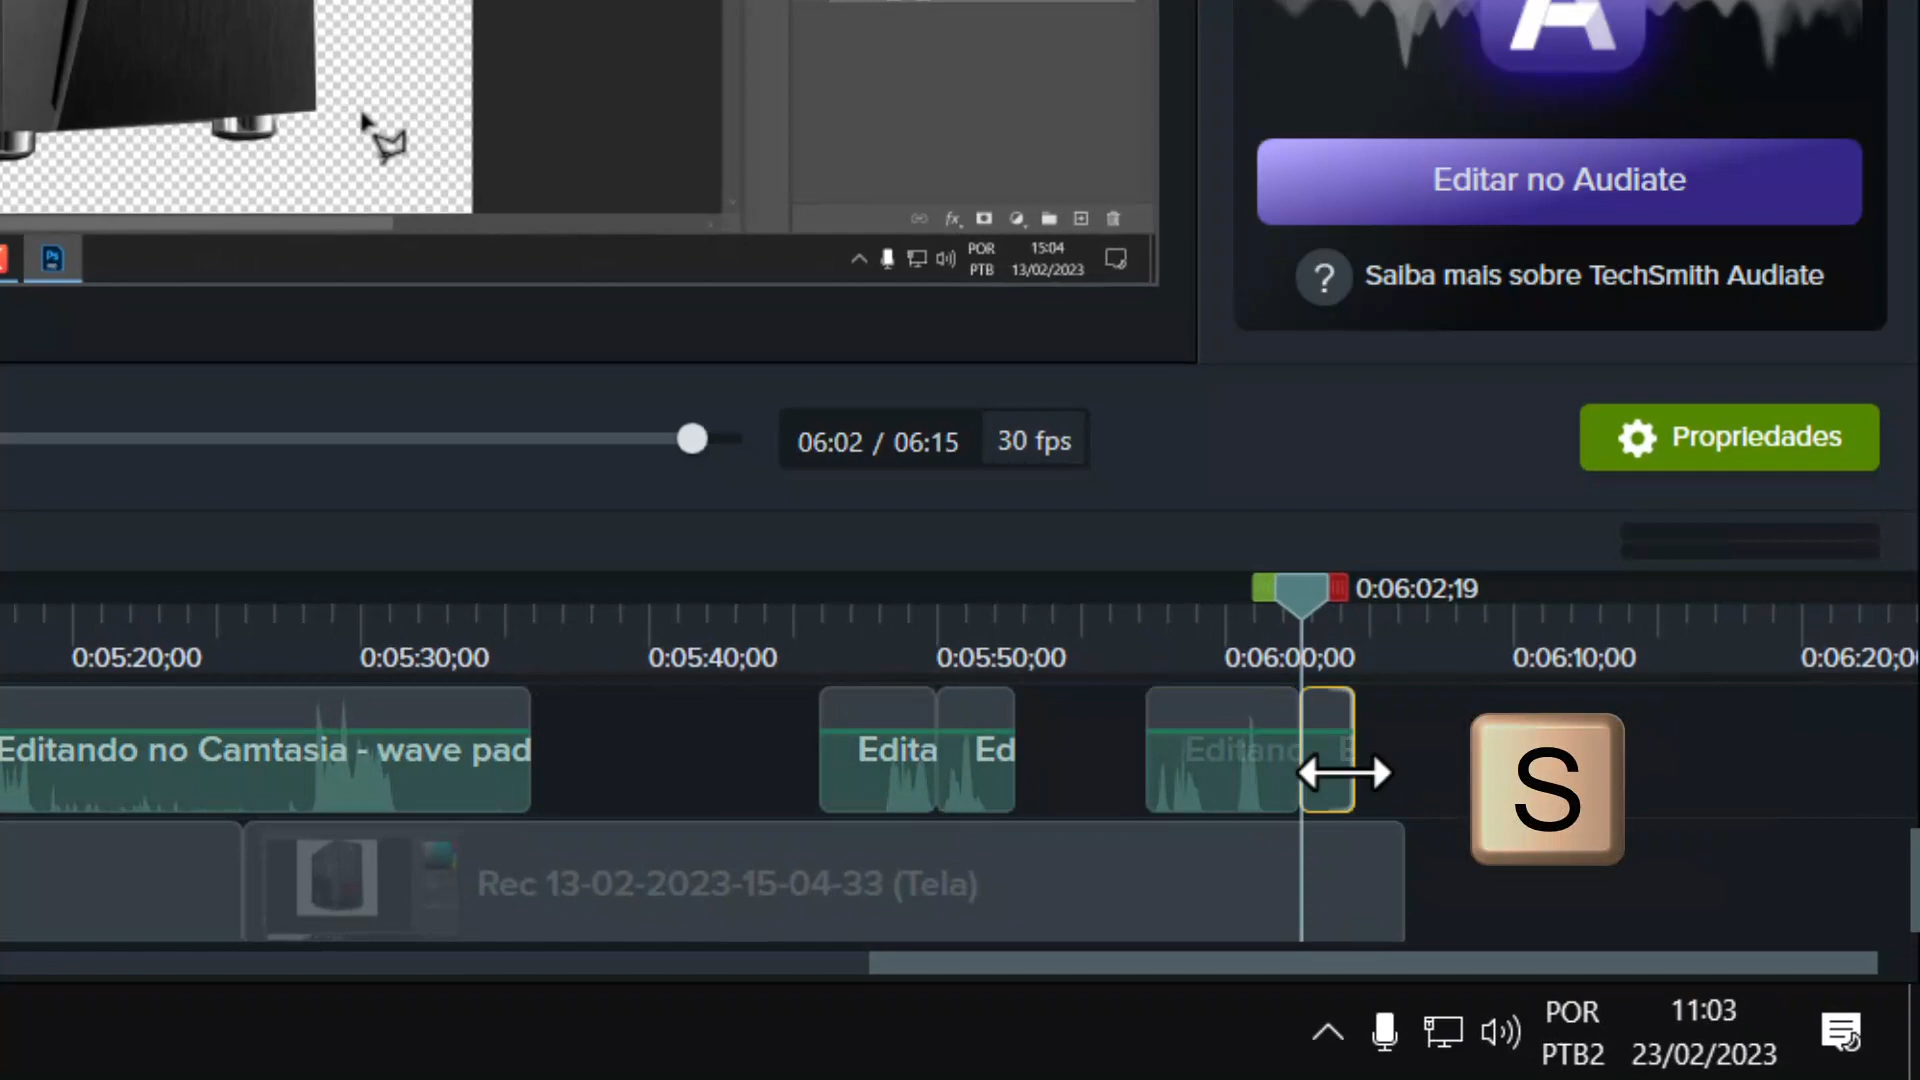 A
Editar no Audiate
fx
Ps
POR
15:04
PTB
13/02/2023
? Saiba mais sobre TechSmith Audiate
06:02 / 06:15
30 fps
Propriedades
0:06:02;19
0:05:20;00
0:05:30;00
0:05:40;00
0:05:50;00
0:06:00;00
0:06:10;00
0:06:20;0
Editando no Camtasia - wave pad
Edita
Ed
Editand
E
S
Rec 13-02-2023-15-04-33 (Tela)
POR
11:03
PTB2
23/02/2023